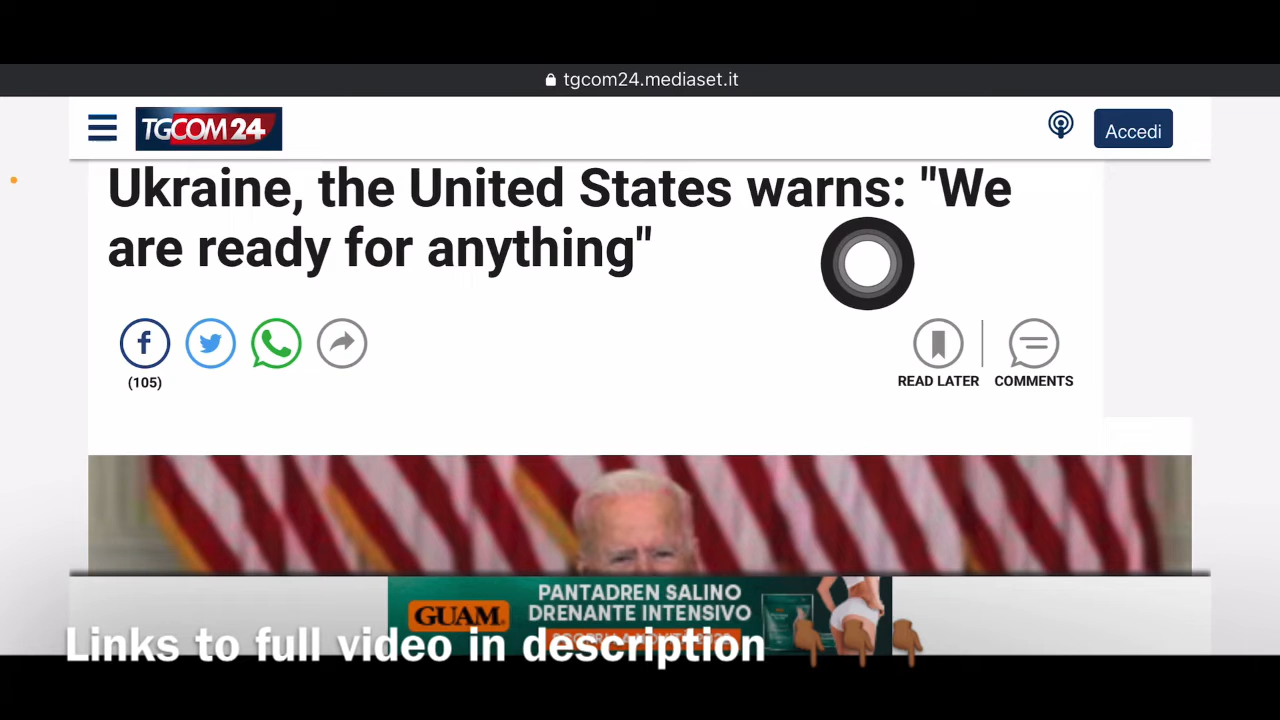 tgcom24.mediaset.it
TGCOM24
Accedi
Ukraine, the United States warns: "We
are ready for anything"
f
(105)
READ LATER
COMMENTS
PANTADREN SALINO
DRENANTE INTENSIVO
GUAM
Links to full video in description